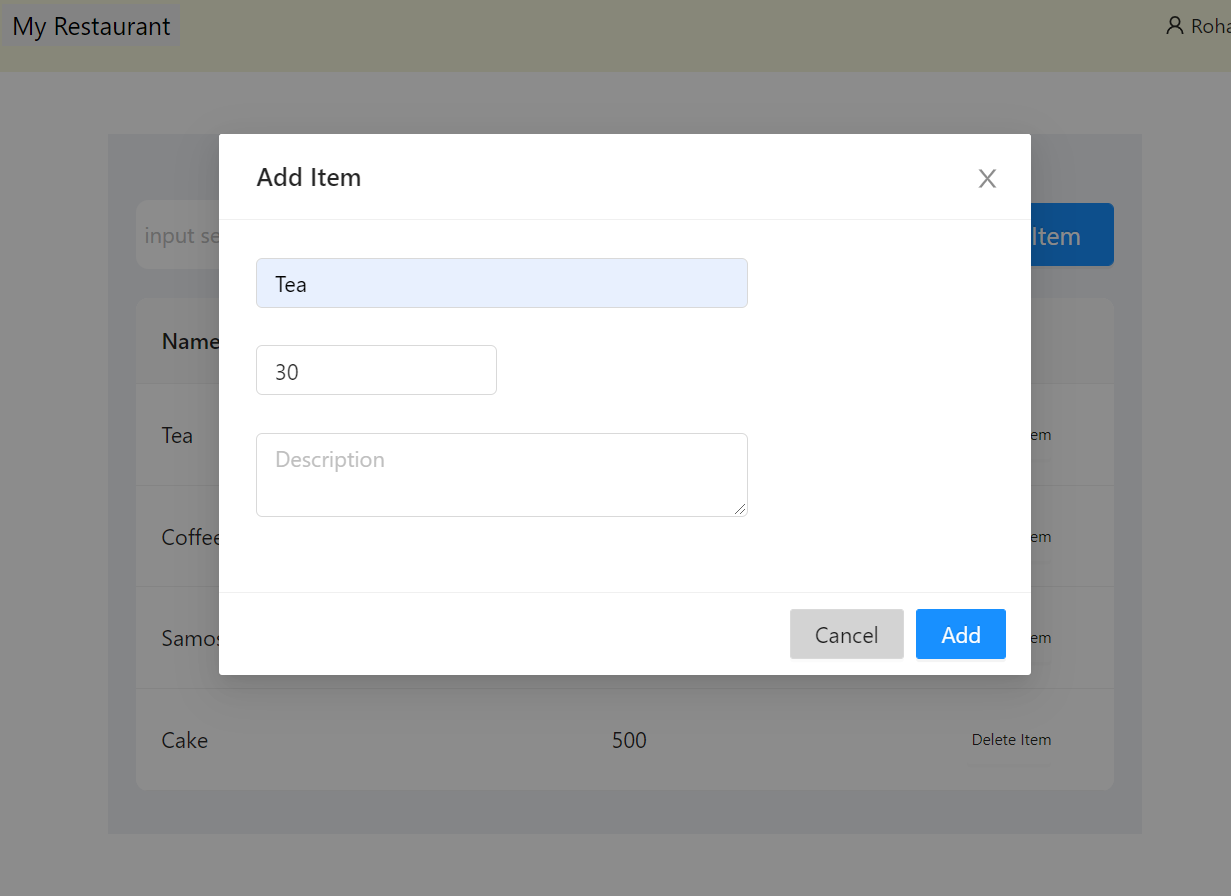 My Restaurant
Roha
Add Item
input se
Item
Tea
Name
30
Tea
em
Description
Coffee
em
Samos
em
Cancel
Add
Cake 500 Delete Item